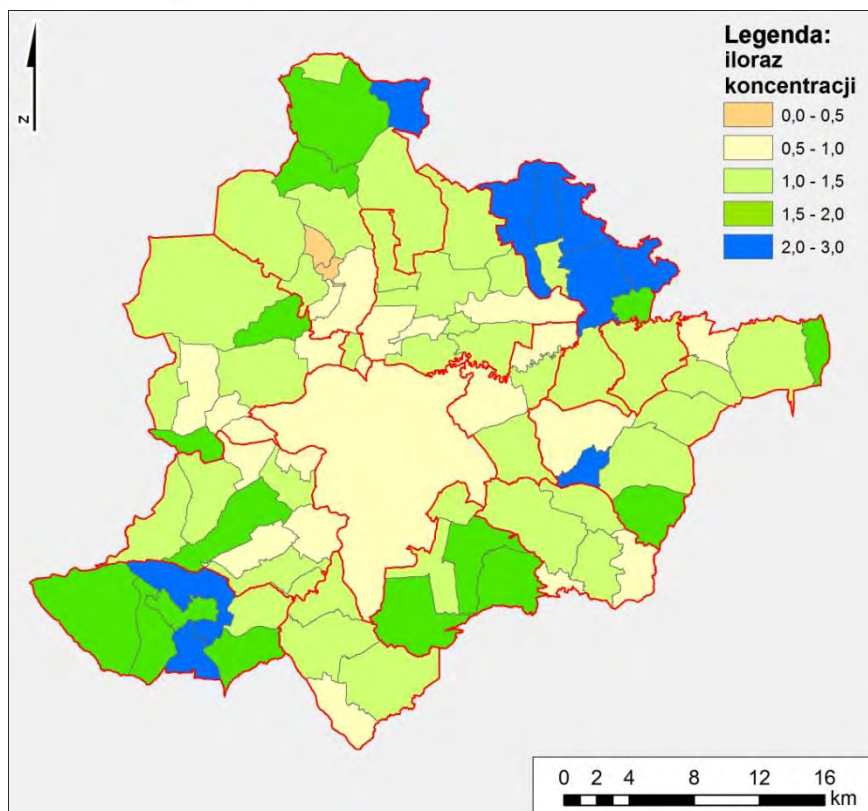 Legenda:
iloraz
koncentracji
0,0 - 0,5
0,5 - 1,0
1,0 - 1,5
1,5 - 2,0
2,0 - 3,0
N
0 2 4 8 12 16
km